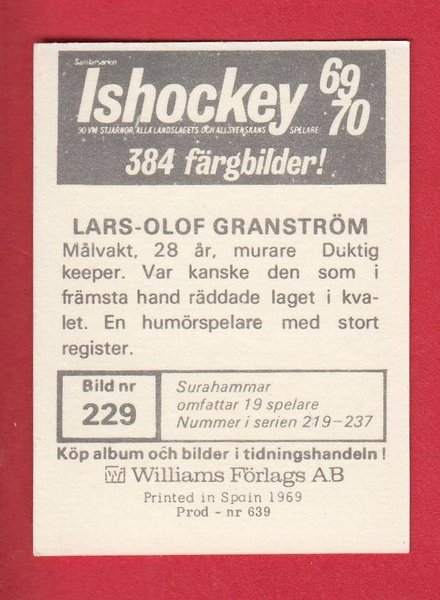 Samlarserien
Ishockey 69
70
90 VM-STJÄRNOR, ALLA LANDSLAGETS OCH ALLSVENSKANS SPELARE
384 färgbilder!
LARS-OLOF GRANSTRÖM
Målvakt, 28 år, murare Duktig
keeper. Var kanske den som i
främsta hand räddade laget i kva-
let. En humörspelare med stort
register.
Bild nr
229
Surahammar
omfattar 19 spelare
Nummer i serien 219-237
Köp album och bilder i tidningshandeln!
W Williams Förlags AB
Printed in Spain 1969
Prod - nr 639